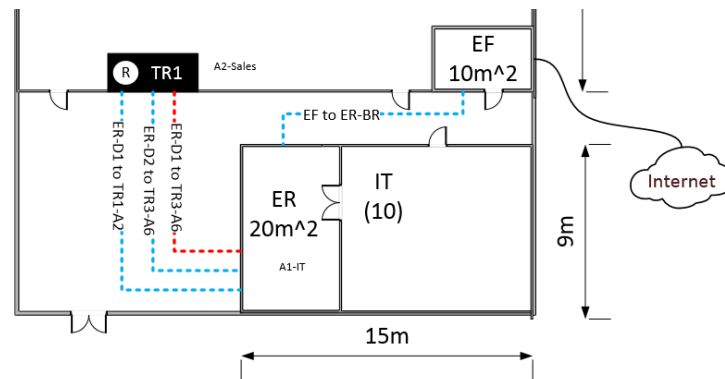 EF
10m^2
R
TR1
A2-Sales
EF to ER-BR
ER-D1 to TR1-A2
ER-D2 to TR3-A6
ER-D1 to TR3-A6
Internet
ER
20m^2
IT
(10)
A1-IT
9m
15m